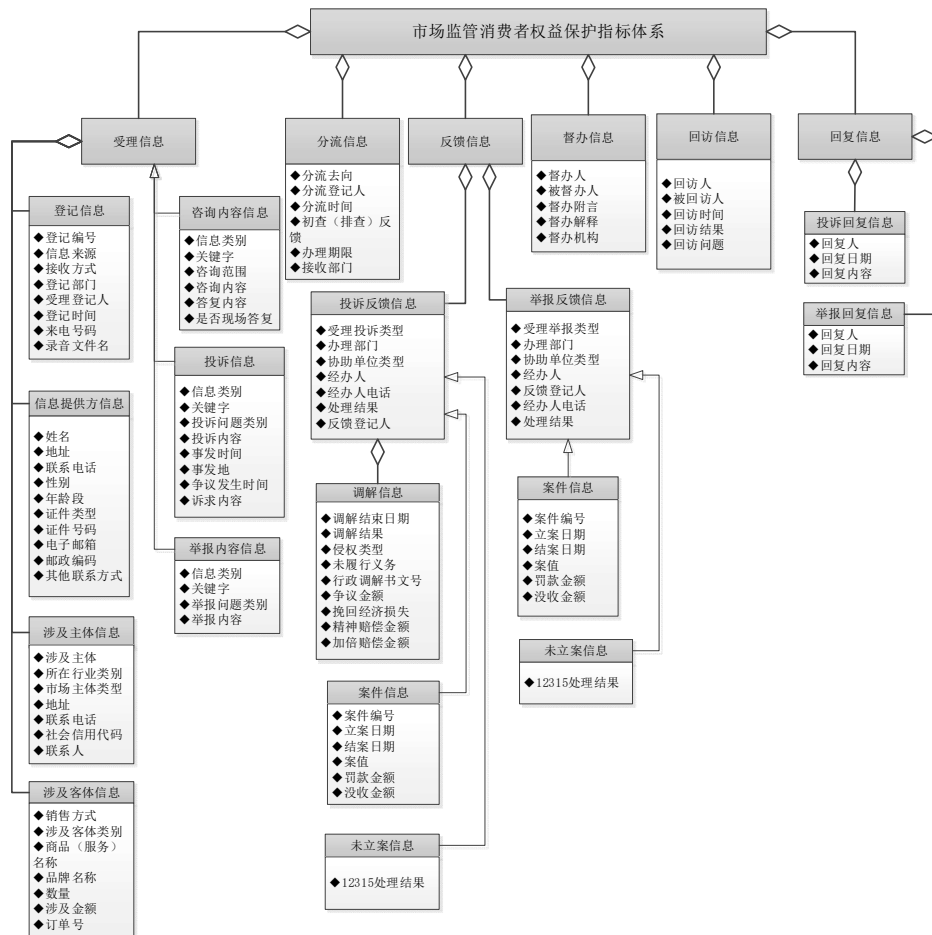 市场监管消费者权益保护指标体系
受理信息
登记信息
◆登记编号
◆信息来源
◆接收方式
◆登记部门
◆受理登记人
◆登记时间
◆来电号码
◆录音文件名
信息提供方信息
◆姓名
◆地址
◆联系电话
◆性别
◆年龄段
◆证件类型
◆证件号码
◆电子邮箱
◆邮政编码
◆其他联系方式
涉及主体信息
◆涉及主体
◆所在行业类别
◆市场主体类型
◆地址
◆联系电话
◆社会信用代码
◆联系人
涉及客体信息
◆销售方式
◆涉及客体类别
◆商品（服务）
名称
◆品牌名称
◆数量
◆涉及金额
◆订单号
咨询内容信息
◆信息类别
◆关键字
◆咨询范围
◆咨询内容
◆答复内容
◆是否现场答复
投诉信息
◆信息类别
◆关键字
◆投诉问题类别
◆投诉内容
◆事发时间
◆事发地
◆争议发生时间
◆诉求内容
举报内容信息
◆信息类别
◆关键字
◆举报问题类别
◆举报内容
分流信息
◆分流去向
◆分流登记人
◆分流时间
◆初查（排查）反
馈
◆办理期限
◆接收部门
反馈信息
投诉反馈信息
◆受理投诉类型
◆办理部门
◆协助单位类型
◆经办人
◆经办人电话
◆处理结果
◆反馈登记人
调解信息
◆调解结束日期
◆调解结果
◆侵权类型
◆未履行义务
◆行政调解书文号
◆争议金额
◆挽回经济损失
◆精神赔偿金额
◆加倍赔偿金额
案件信息
◆案件编号
◆立案日期
◆结案日期
◆案值
◆罚款金额
◆没收金额
未立案信息
◆12315处理结果
举报反馈信息
◆受理举报类型
◆办理部门
◆协助单位类型
◆经办人
◆反馈登记人
◆经办人电话
◆处理结果
案件信息
◆案件编号
◆立案日期
◆结案日期
◆案值
◆罚款金额
◆没收金额
未立案信息
◆12315处理结果
督办信息
◆督办人
◆被督办人
◆督办附言
◆督办解释
◆督办机构
回访信息
◆回访人
◆被回访人
◆回访时间
◆回访结果
◆回访问题
回复信息
投诉回复信息
◆回复人
◆回复日期
◆回复内容
举报回复信息
◆回复人
◆回复日期
◆回复内容